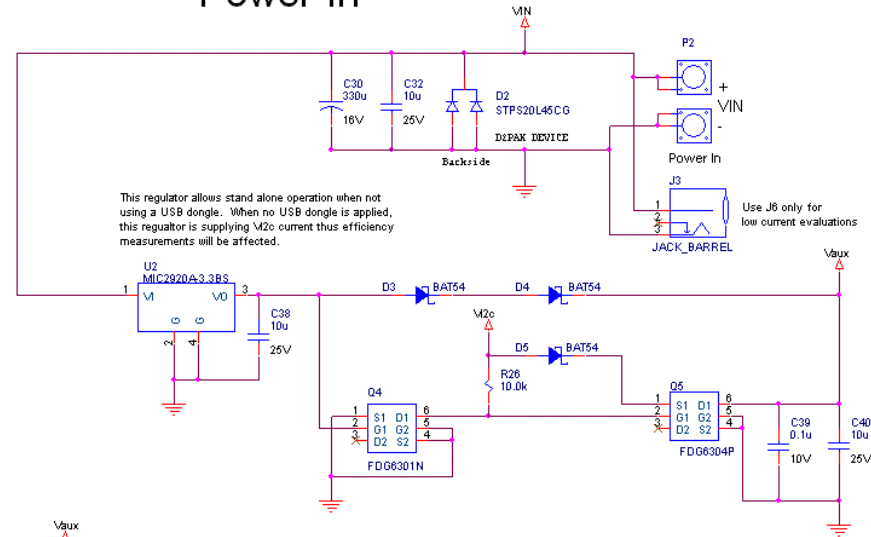 Power In
VIN
P2
C30
330u
16V
C32
10u
25V
D2
STPS20L45CG
D2PAK DEVICE
Backside
+
VIN
-
Power In
J3
1
2
3
JACK_BARREL
Use J6 only for
low current evaluations
This regulator allows stand alone operation when not
using a USB dongle. When no USB dongle is applied,
this regualtor is supplying VI2c current thus efficiency
measurements will be affected.
Vaux
U2
MIC2920A-3.3BS
1
VI
VO
3
G
G
2
4
C38
10u
25V
D3
BAT54
D4
BAT54
VI2c
D5
BAT54
R26
10.0k
Q4
1
2
3
S1 D1
G1 G2
D2 S2
6
5
4
FDG6301N
Q5
1
2
3
S1 D1
G1 G2
D2 S2
6
5
4
FDG6304P
C39
0.1u
10V
C40
10u
25V
Vaux